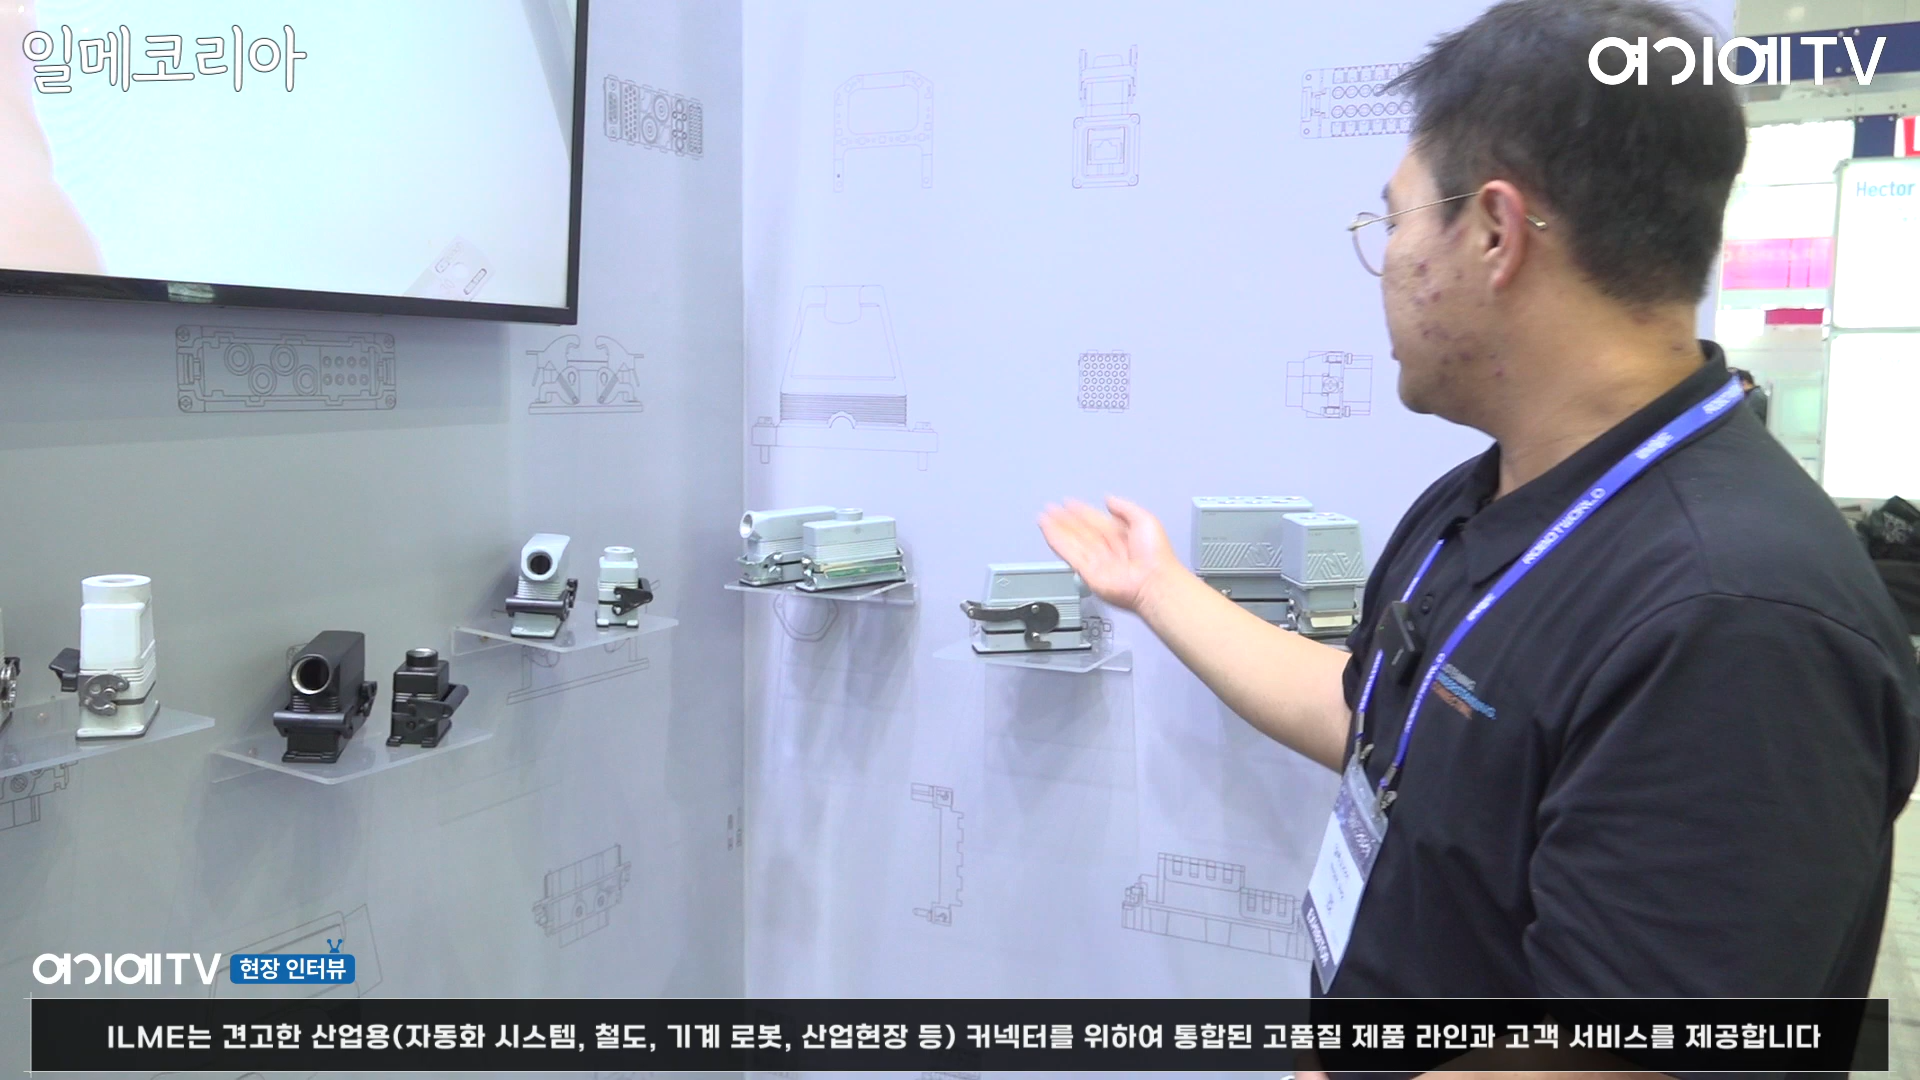 일메코리아
여기에TV
Hector
ROBOTWORLD
여기에TV 현장 인터뷰
EXHIBITOR
ILME는 견고한 산업용(자동화 시스템, 철도, 기계 로봇, 산업현장 등) 커넥터를 위하여 통합된 고품질 제품 라인과 고객 서비스를 제공합니다